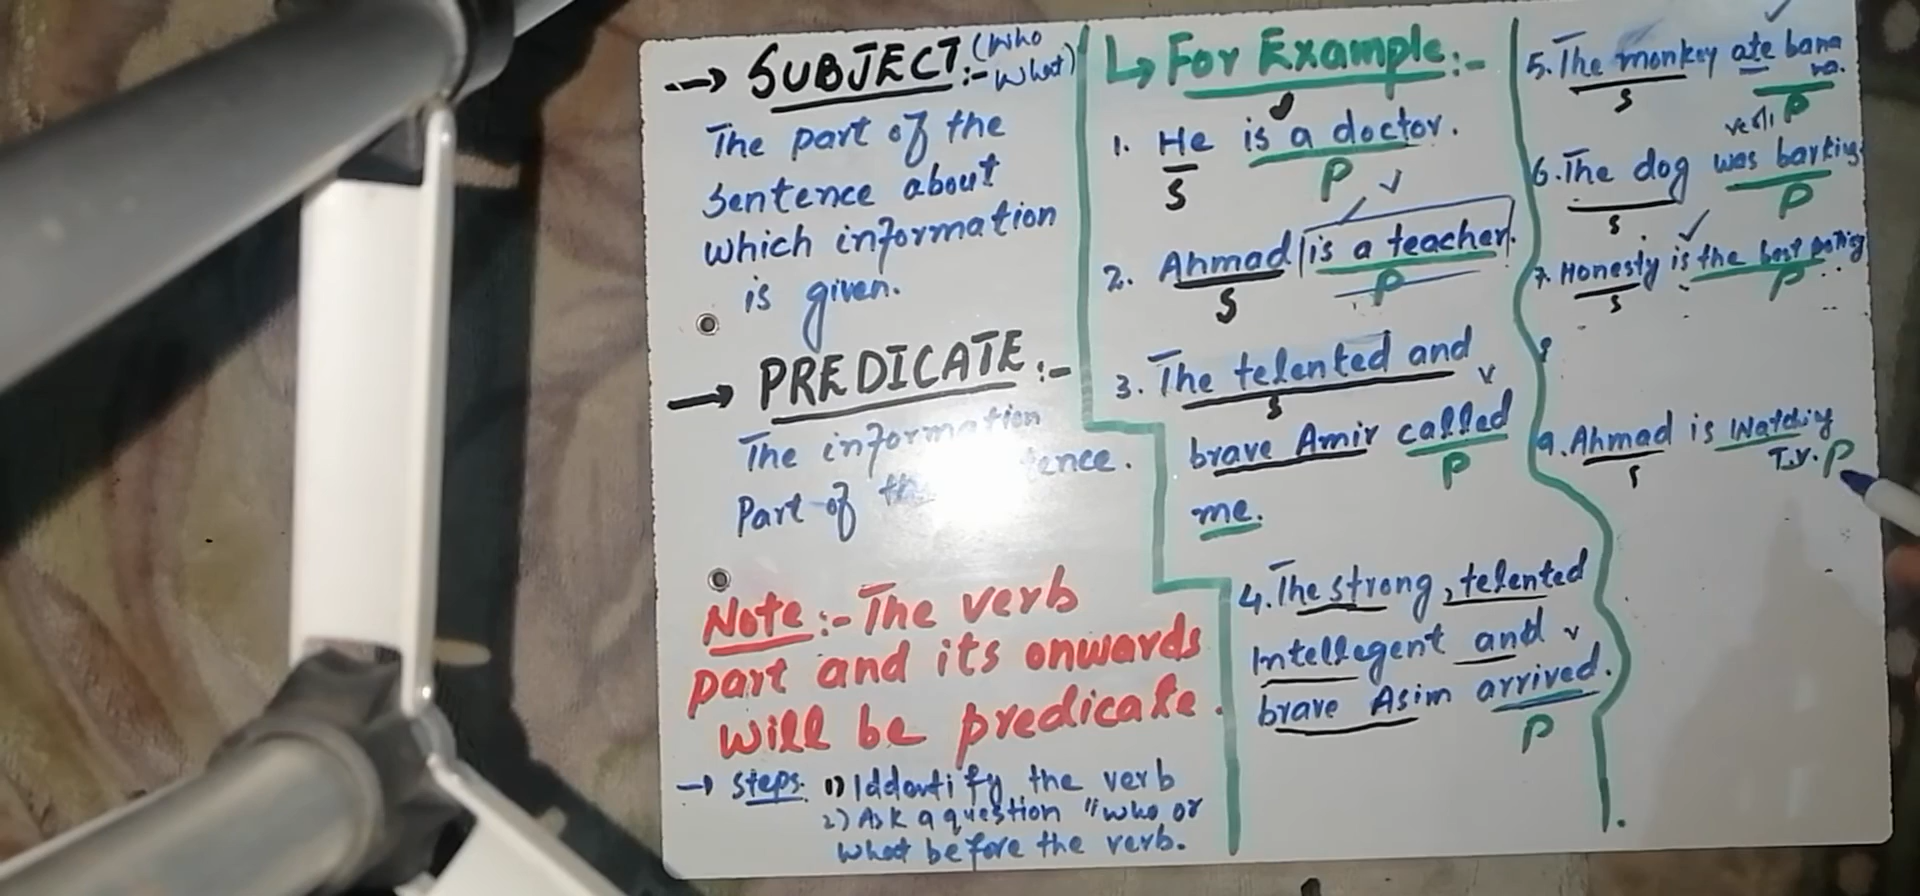 → SUBJECT:- (Who
What)
The part of the
sentence about
which information
is given.
→ PREDICATE:-
The information
Part of the tence.
Note:- The verb
part and its onwards
will be predicate.
→ Steps. 1) Iddentify the verb
2) Ask a question "who or
what before the verb.
↳ For Example:-
1. He is a doctor.
S P
2. Ahmad is a teacher.
S P
3. The telented and
S
brave Amir called
P
me.
4. The strong, telented
Intellegent and
brave Asim arrived.
P
5. The monkey ate bana
na.
S P
6. The dog was barking
S P
7. Honesty is the best
S P
9. Ahmad is Watching
T.V. P
S